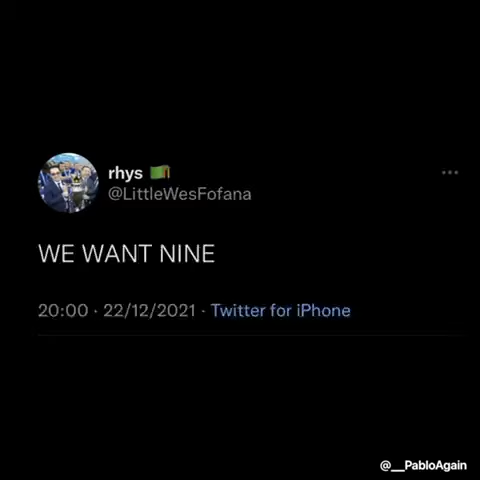 rhys 🇿🇲
@LittleWesFofana
WE WANT NINE
20:00 · 22/12/2021 · Twitter for iPhone
@__PabloAgain